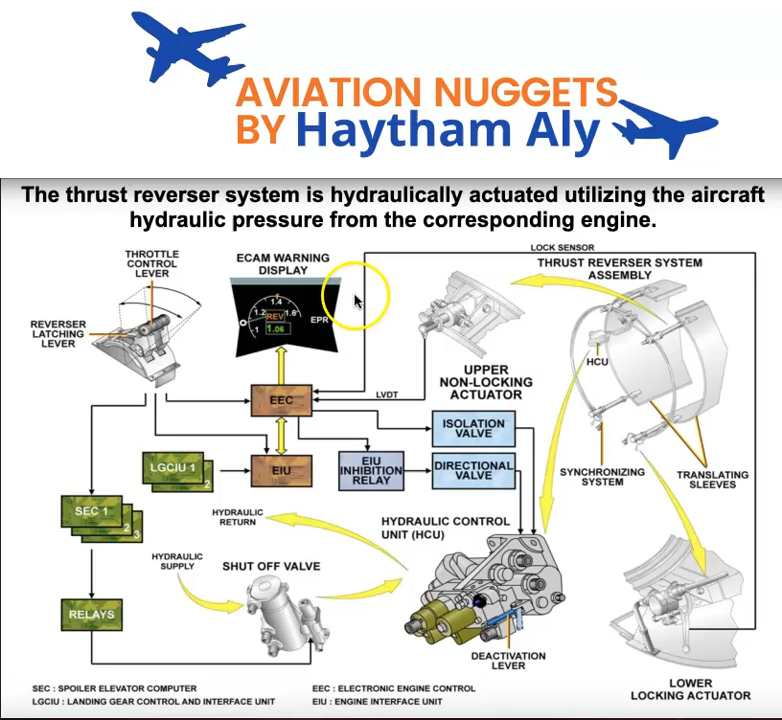 AVIATION NUGGETS
BY Haytham Aly
The thrust reverser system is hydraulically actuated utilizing the aircraft
hydraulic pressure from the corresponding engine.
THROTTLE
CONTROL
LEVER
REVERSER
LATCHING
LEVER
ECAM WARNING
DISPLAY
1
1.2
1.4
1.6
REV
1.06
EPR
LOCK SENSOR
THRUST REVERSER SYSTEM
ASSEMBLY
HCU
UPPER
NON-LOCKING
ACTUATOR
LVDT
EEC
ISOLATION
VALVE
LGCIU 1
2
EIU
EIU
INHIBITION
RELAY
DIRECTIONAL
VALVE
SYNCHRONIZING
SYSTEM
TRANSLATING
SLEEVES
SEC 1
2
3
HYDRAULIC
RETURN
HYDRAULIC CONTROL
UNIT (HCU)
HYDRAULIC
SUPPLY
SHUT OFF VALVE
RELAYS
DEACTIVATION
LEVER
LOWER
LOCKING ACTUATOR
SEC : SPOILER ELEVATOR COMPUTER
LGCIU : LANDING GEAR CONTROL AND INTERFACE UNIT
EEC : ELECTRONIC ENGINE CONTROL
EIU : ENGINE INTERFACE UNIT